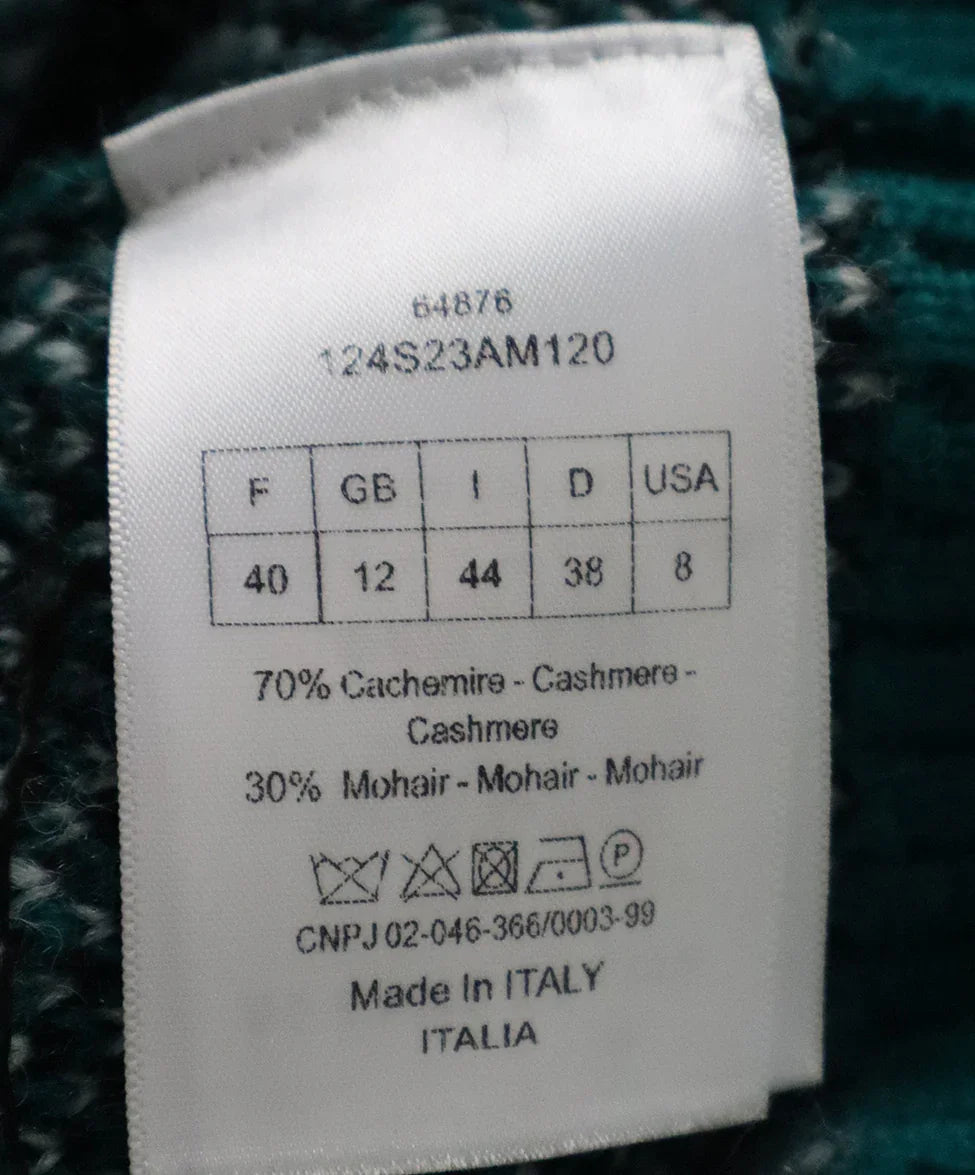 64876
124S23AM120
F GB I D USA
40 12 44 38 8
70% Cachemire - Cashmere -
Cashmere
30% Mohair - Mohair - Mohair
P
CNPJ 02-046-366/0003-99
Made In ITALY
ITALIA